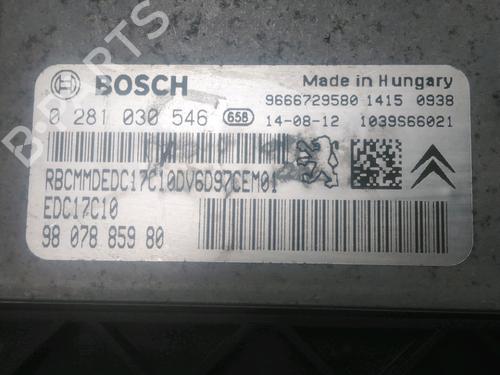 B-PARTS
BOSCH
Made in Hungary
9666729580 1415 0938
0 281 030 546 658 14-08-12 1039S66021
RBCMMDEDC17C10DV6D97CEM01
EDC17C10
98 078 859 80